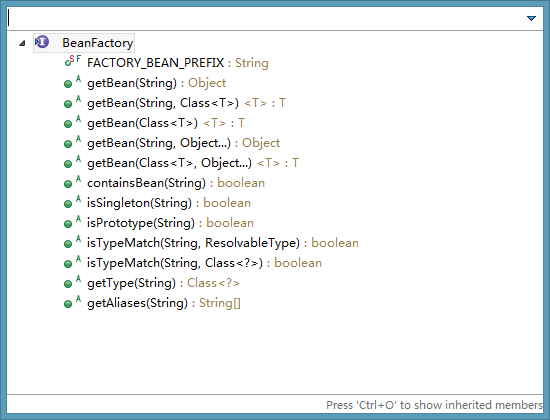 BeanFactory
FACTORY_BEAN_PREFIX : String
getBean(String) : Object
getBean(String, Class<T>) <T> : T
getBean(Class<T>) <T> : T
getBean(String, Object...) : Object
getBean(Class<T>, Object...) <T> : T
containsBean(String) : boolean
isSingleton(String) : boolean
isPrototype(String) : boolean
isTypeMatch(String, ResolvableType) : boolean
isTypeMatch(String, Class<?>) : boolean
getType(String) : Class<?>
getAliases(String) : String[]
Press 'Ctrl+O' to show inherited members